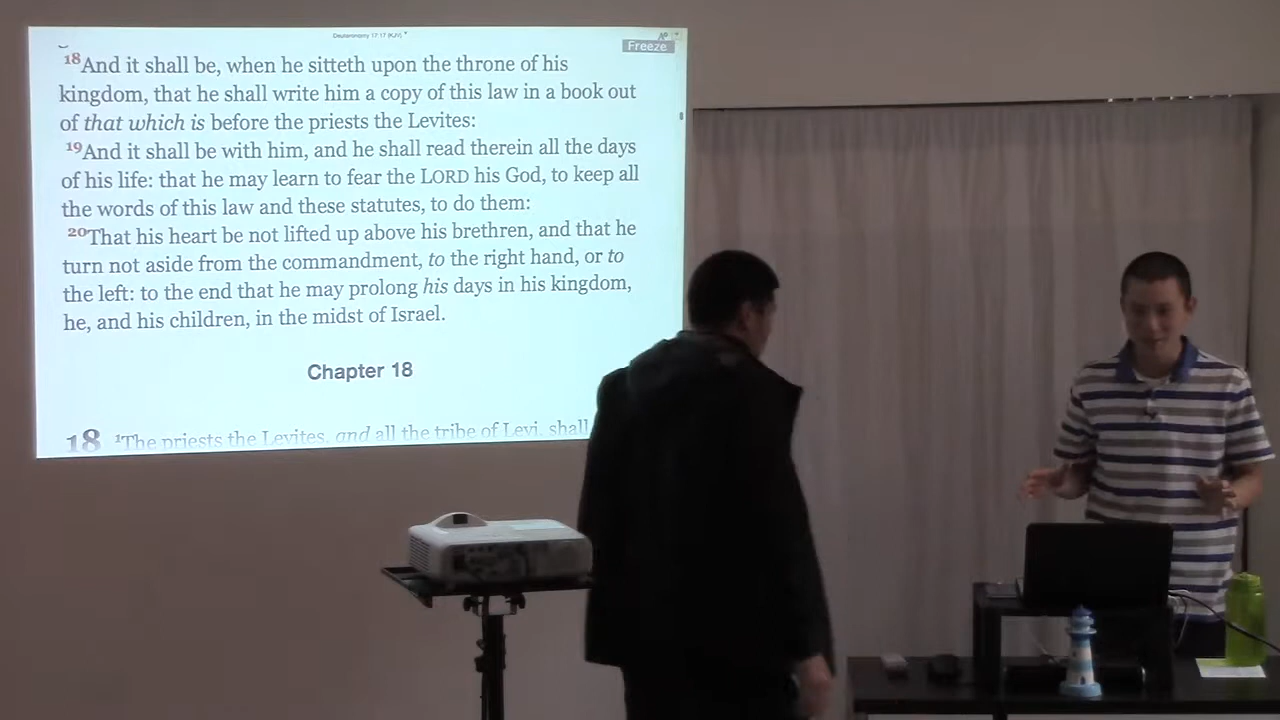 Deuteronomy 17:17 (KJV)
Freeze
18And it shall be, when he sitteth upon the throne of his
kingdom, that he shall write him a copy of this law in a book out
of that which is before the priests the Levites:
19And it shall be with him, and he shall read therein all the days
of his life: that he may learn to fear the LORD his God, to keep all
the words of this law and these statutes, to do them:
20That his heart be not lifted up above his brethren, and that he
turn not aside from the commandment, to the right hand, or to
the left: to the end that he may prolong his days in his kingdom,
he, and his children, in the midst of Israel.
Chapter 18
18 1The priests the Levites, and all the tribe of Levi, shall